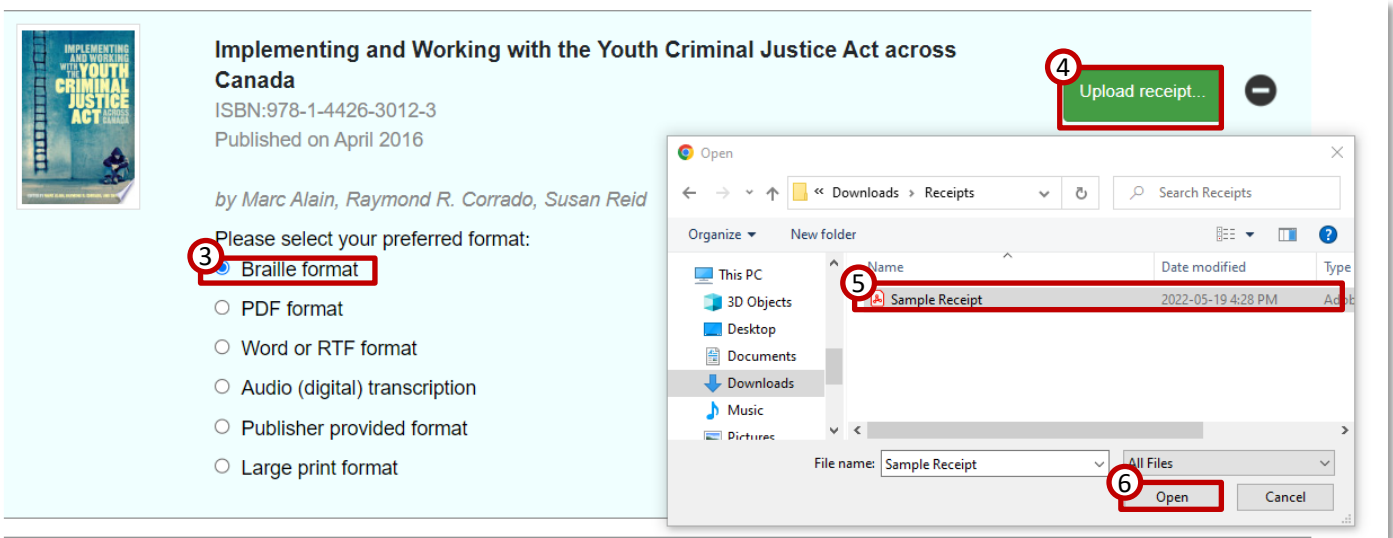 IMPLEMENTING
AND WORKING
WITH THE YOUTH
CRIMINAL
JUSTICE
ACT ACROSS
CANADA
Implementing and Working with the Youth Criminal Justice Act across
Canada
ISBN:978-1-4426-3012-3
Published on April 2016
by Marc Alain, Raymond R. Corrado, Susan Reid
4
Upload receipt...
Please select your preferred format:
3
Braille format
PDF format
Word or RTF format
Audio (digital) transcription
Publisher provided format
Large print format
Open
« Downloads › Receipts
Search Receipts
Organize
New folder
?
This PC
3D Objects
Desktop
Documents
Downloads
Music
Pictures
Name
Date modified
Type
5
Sample Receipt
2022-05-19 4:28 PM
Adob
File name:
Sample Receipt
All Files
6
Open
Cancel